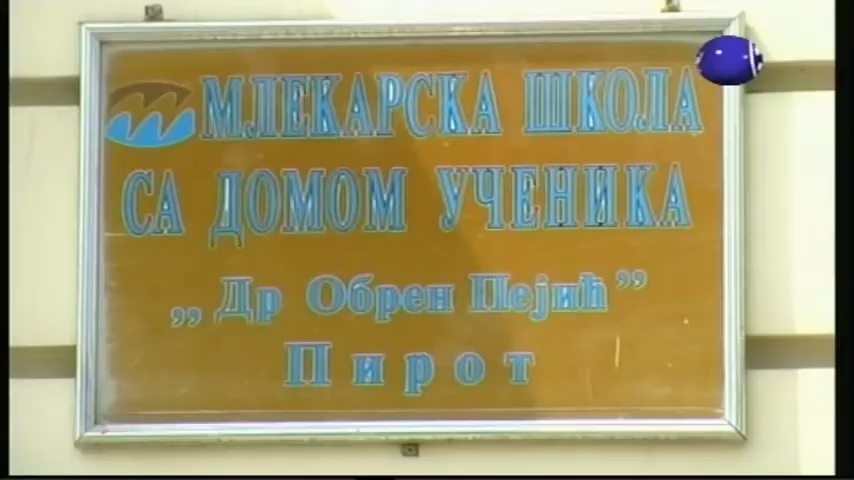 МЛЕКАРСКА ШКОЛА
СА ДОМОМ УЧЕНИКА
„Др Обрен Пејић”
Пирот